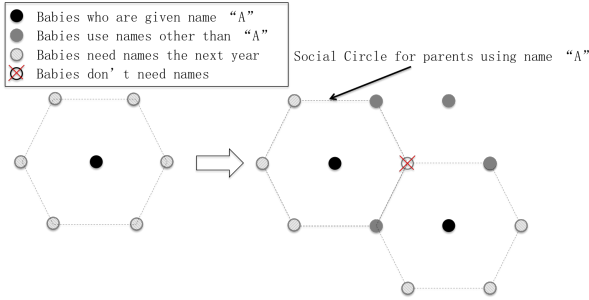 Babies who are given name “A”
Babies use names other than “A”
Babies need names the next year
Babies don’t need names
Social Circle for parents using name “A”